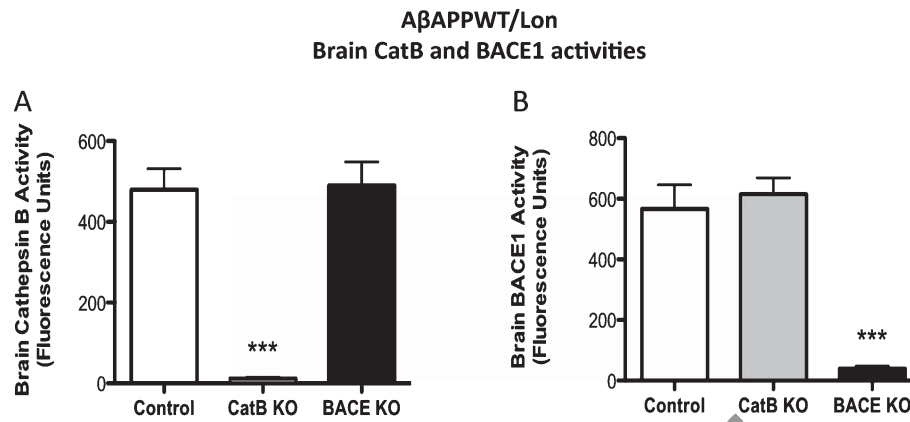 AβAPPWT/Lon
Brain CatB and BACE1 activities
A
Brain Cathepsin B Activity
(Fluorescence Units)
600
400
200
0
***
Control
CatB KO
BACE KO
B
Brain BACE1 Activity
(Fluorescence Units)
800
600
400
200
0
***
Control
CatB KO
BACE KO